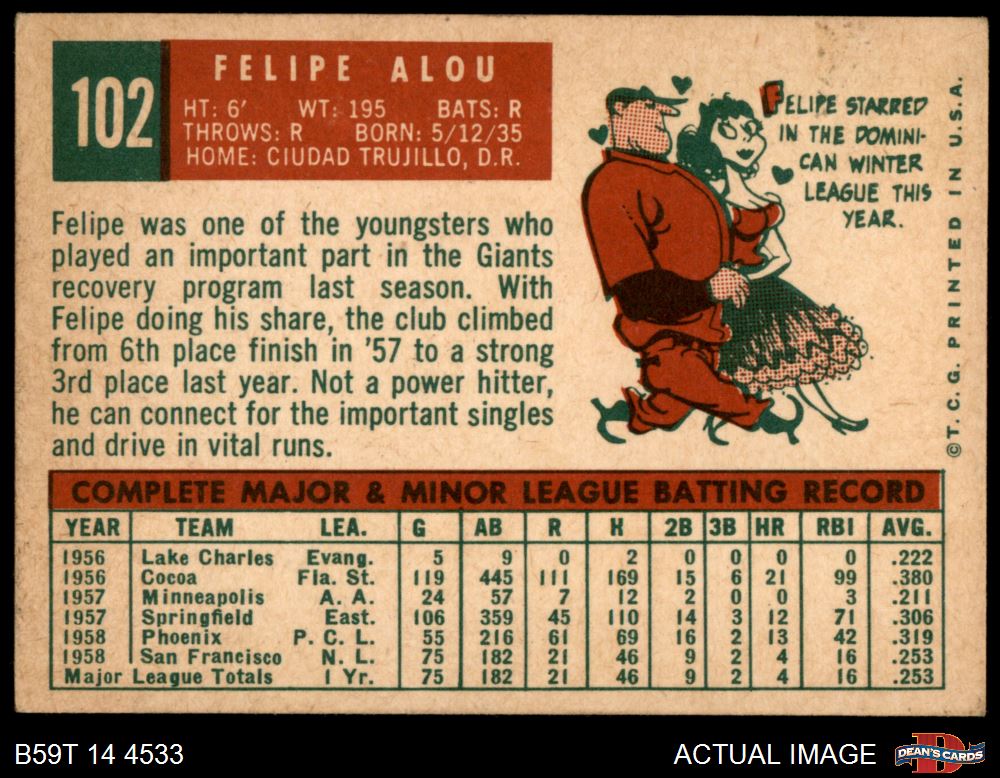 102
FELIPE ALOU
HT: 6' WT: 195 BATS: R
THROWS: R BORN: 5/12/35
HOME: CIUDAD TRUJILLO, D.R.
FELIPE STARRED
IN THE DOMINI-
CAN WINTER
LEAGUE THIS
YEAR.
Felipe was one of the youngsters who
played an important part in the Giants
recovery program last season. With
Felipe doing his share, the club climbed
from 6th place finish in '57 to a strong
3rd place last year. Not a power hitter,
he can connect for the important singles
and drive in vital runs.
©T.C.G. PRINTED IN U.S.A.
COMPLETE MAJOR & MINOR LEAGUE BATTING RECORD
YEAR TEAM LEA. G AB R H 2B 3B HR RBI AVG.
1956 Lake Charles Evang. 5 9 0 2 0 0 0 0 .222
1956 Cocoa Fla. St. 119 445 111 169 15 6 21 99 .380
1957 Minneapolis A. A. 24 57 7 12 2 0 0 3 .211
1957 Springfield East. 106 359 45 110 14 3 12 71 .306
1958 Phoenix P. C. L. 55 216 61 69 16 2 13 42 .319
1958 San Francisco N. L. 75 182 21 46 9 2 4 16 .253
Major League Totals 1 Yr. 75 182 21 46 9 2 4 16 .253
B59T 14 4533
ACTUAL IMAGE
D
DEAN'S CARDS